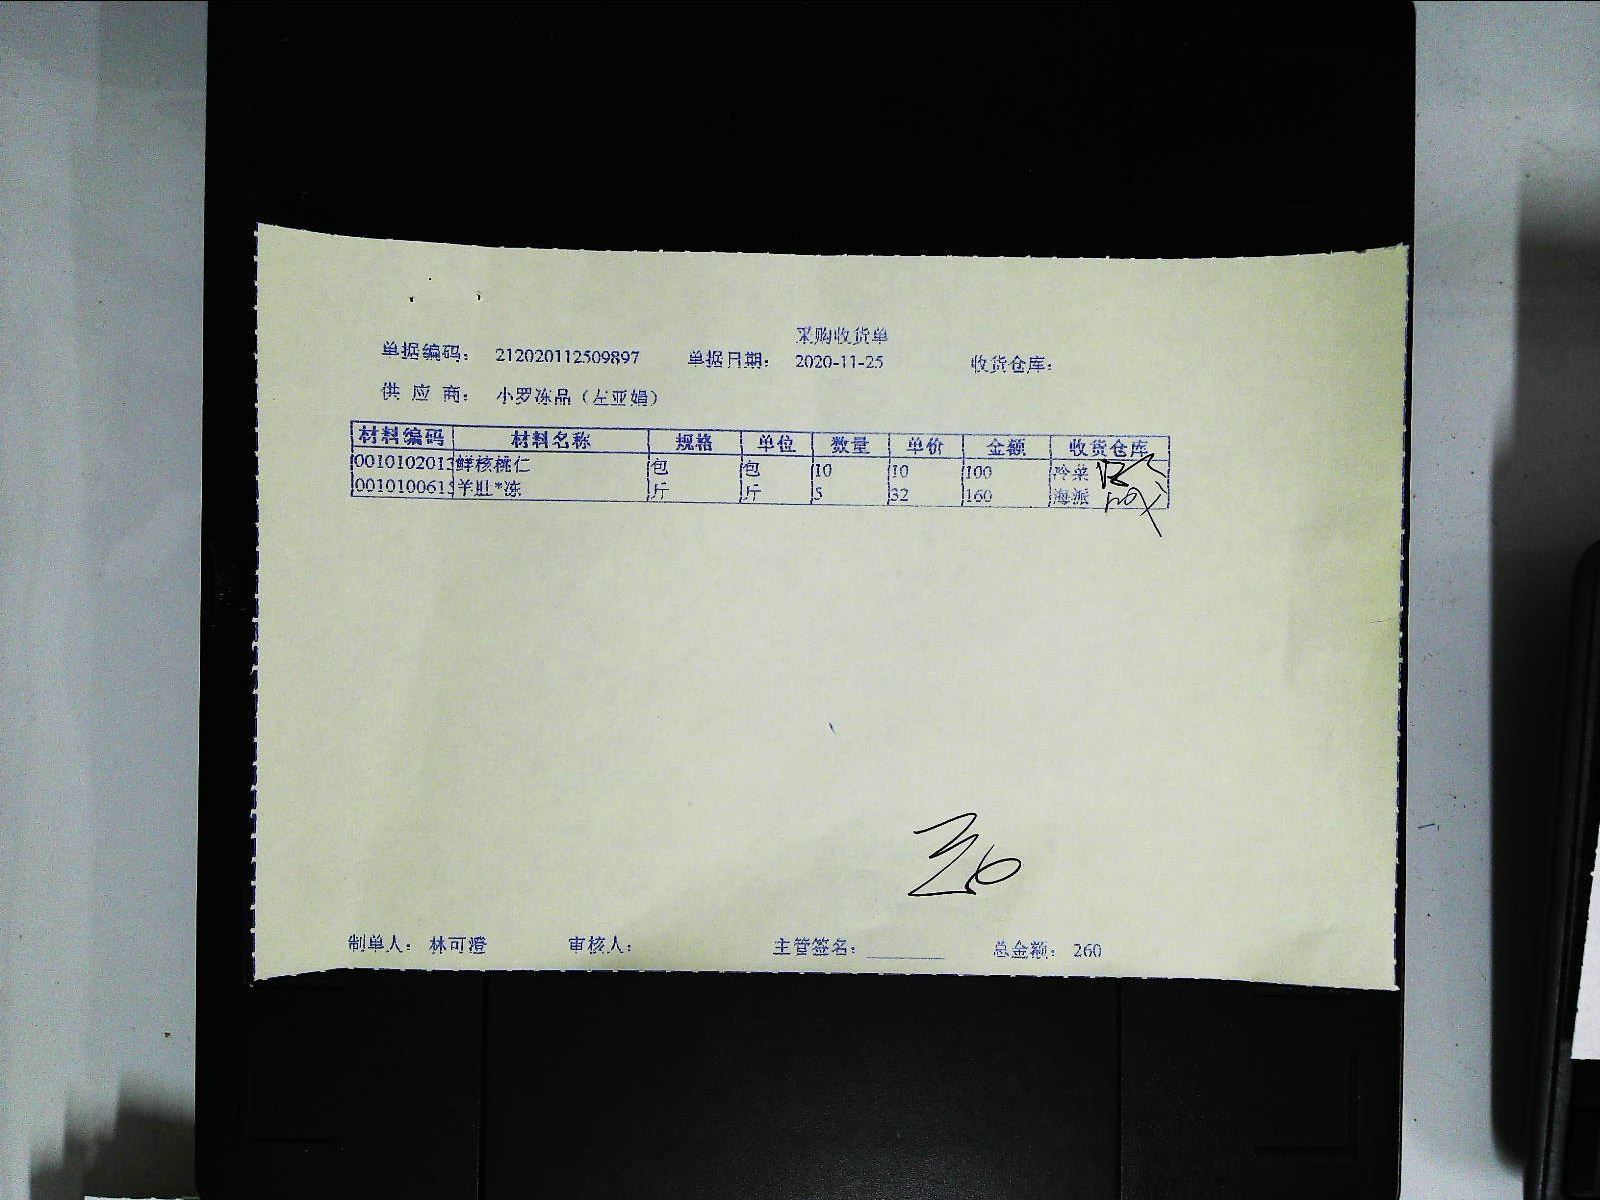 采购收货单
单据编码： 212020112509897 单据日期： 2020-11-25 收货仓库：
供 应 商： 小罗冻品（左亚娟）
材料编码 材料名称 规格 单位 数量 单价 金额 收货仓库
0010102013 鲜核桃仁 包 包 10 10 100 冷菜
0010100613 羊肚*冻 斤 斤 5 32 160 海派
制单人： 林可澄 审核人： 主管签名： 总金额： 260